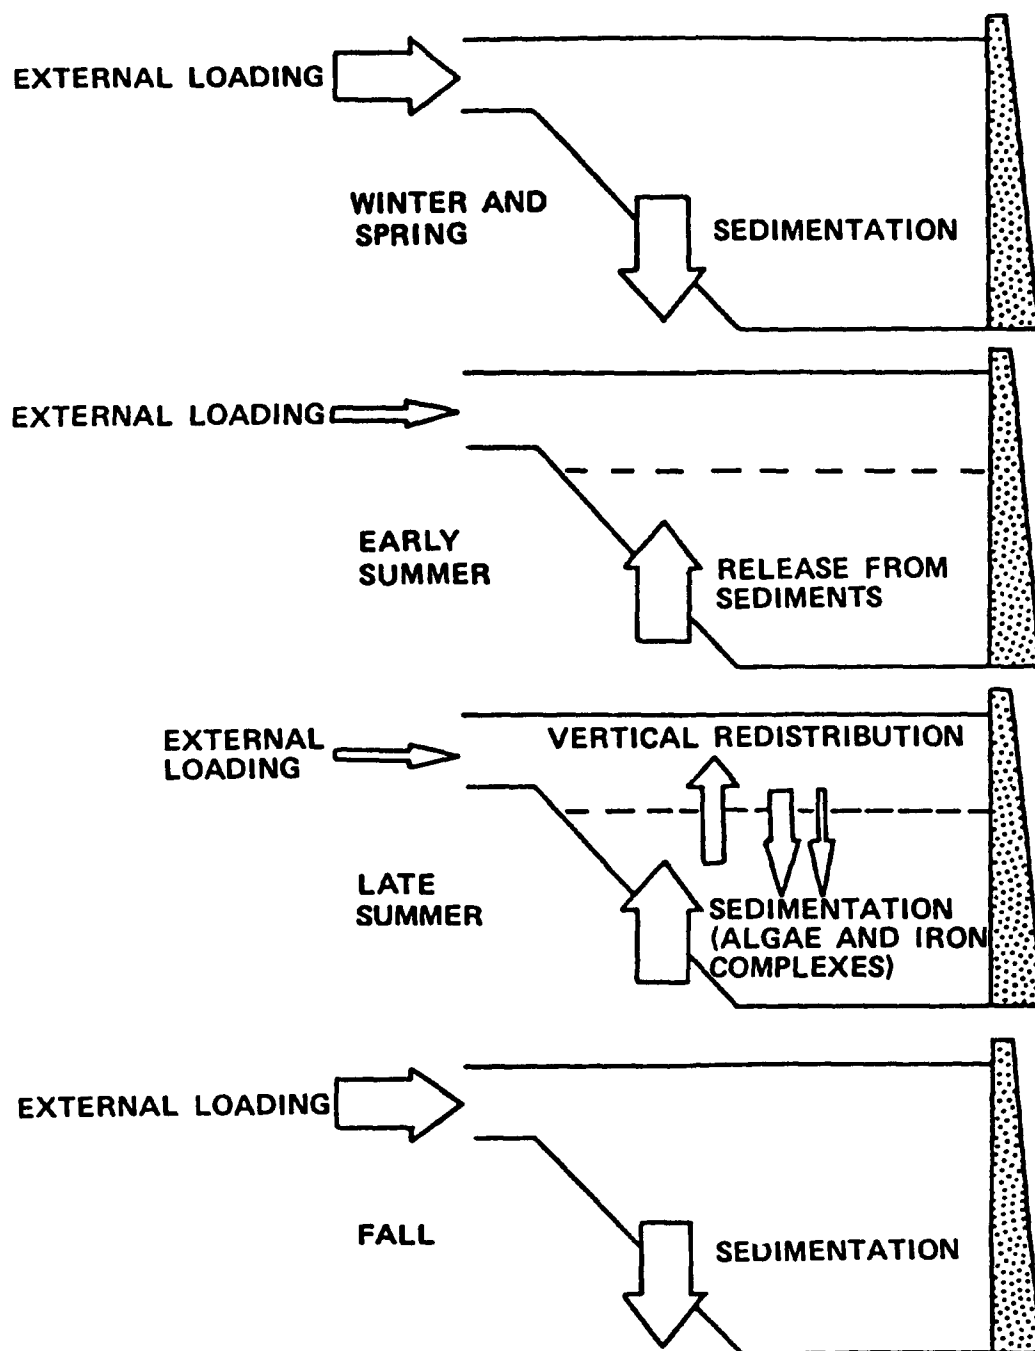 EXTERNAL LOADING
WINTER AND
SPRING
SEDIMENTATION
EXTERNAL LOADING
EARLY
SUMMER
RELEASE FROM
SEDIMENTS
EXTERNAL
LOADING
VERTICAL REDISTRIBUTION
LATE
SUMMER
SEDIMENTATION
(ALGAE AND IRON
COMPLEXES)
EXTERNAL LOADING
FALL
SEDIMENTATION